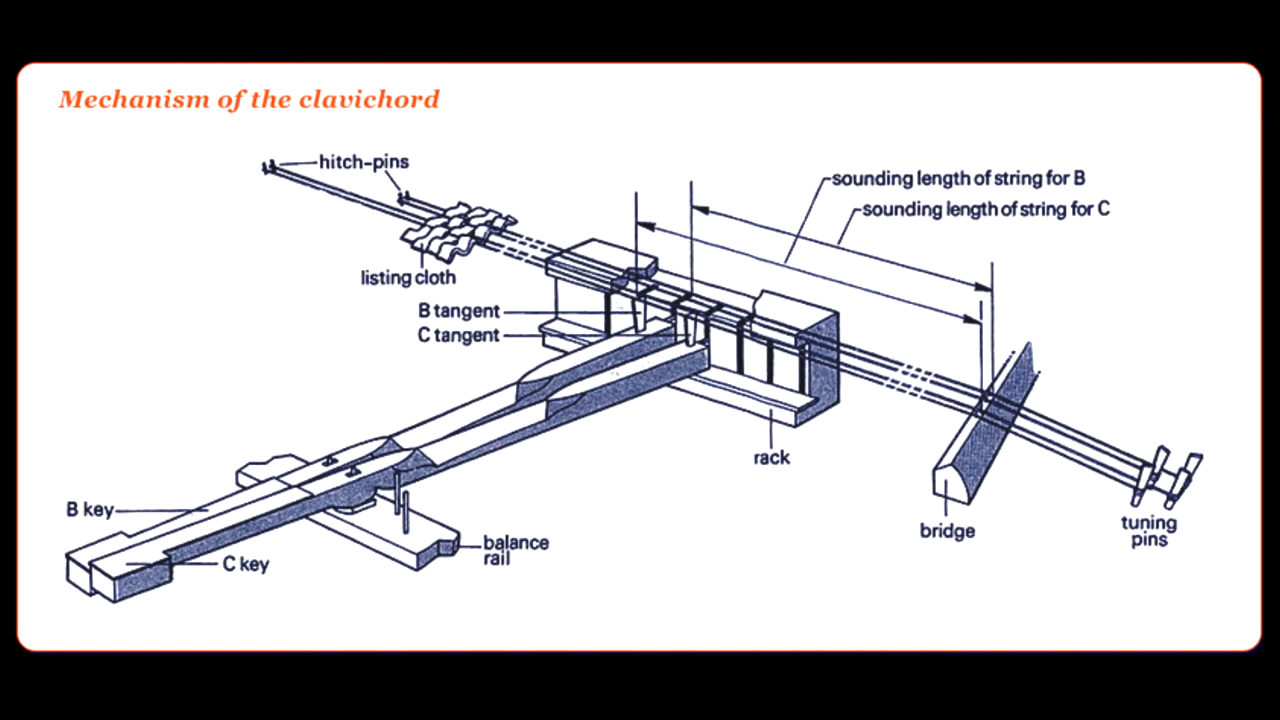 Mechanism of the clavichord
hitch-pins
sounding length of string for B
sounding length of string for C
listing cloth
B tangent
C tangent
rack
B key
bridge
tuning
pins
balance
rail
C key